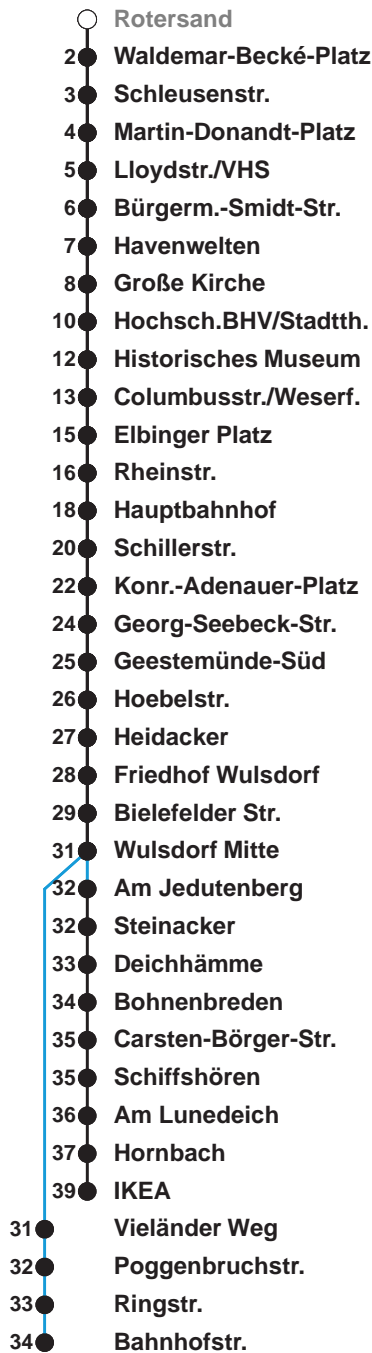 Rotersand
2 Waldemar-Becké-Platz
3 Schleusenstr.
4 Martin-Donandt-Platz
5 Lloydstr./VHS
6 Bürgerm.-Smidt-Str.
7 Havenwelten
8 Große Kirche
10 Hochsch.BHV/Stadtth.
12 Historisches Museum
13 Columbusstr./Weserf.
15 Elbinger Platz
16 Rheinstr.
18 Hauptbahnhof
20 Schillerstr.
22 Konr.-Adenauer-Platz
24 Georg-Seebeck-Str.
25 Geestemünde-Süd
26 Hoebelstr.
27 Heidacker
28 Friedhof Wulsdorf
29 Bielefelder Str.
31 Wulsdorf Mitte
32 Am Jedutenberg
32 Steinacker
33 Deichhämme
34 Bohnenbreden
35 Carsten-Börger-Str.
35 Schiffshören
36 Am Lunedeich
37 Hornbach
39 IKEA
31 Vieländer Weg
32 Poggenbruchstr.
33 Ringstr.
34 Bahnhofstr.